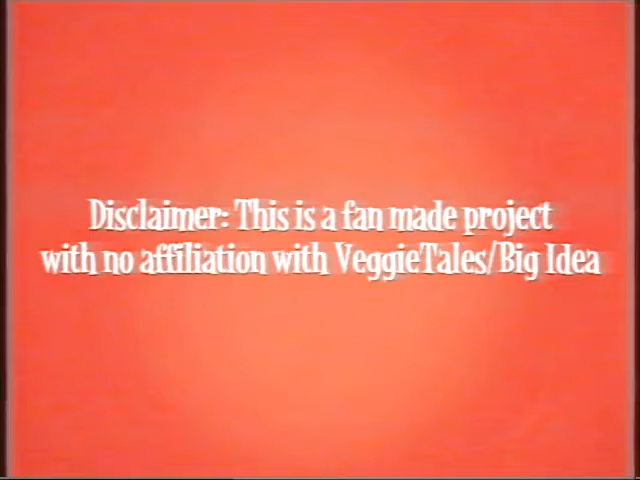 Disclaimer: This is a fan made project
with no affiliation with VeggieTales/Big Idea